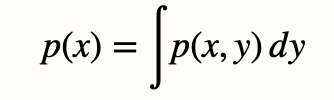 p(x) = ∫ p(x, y) dy